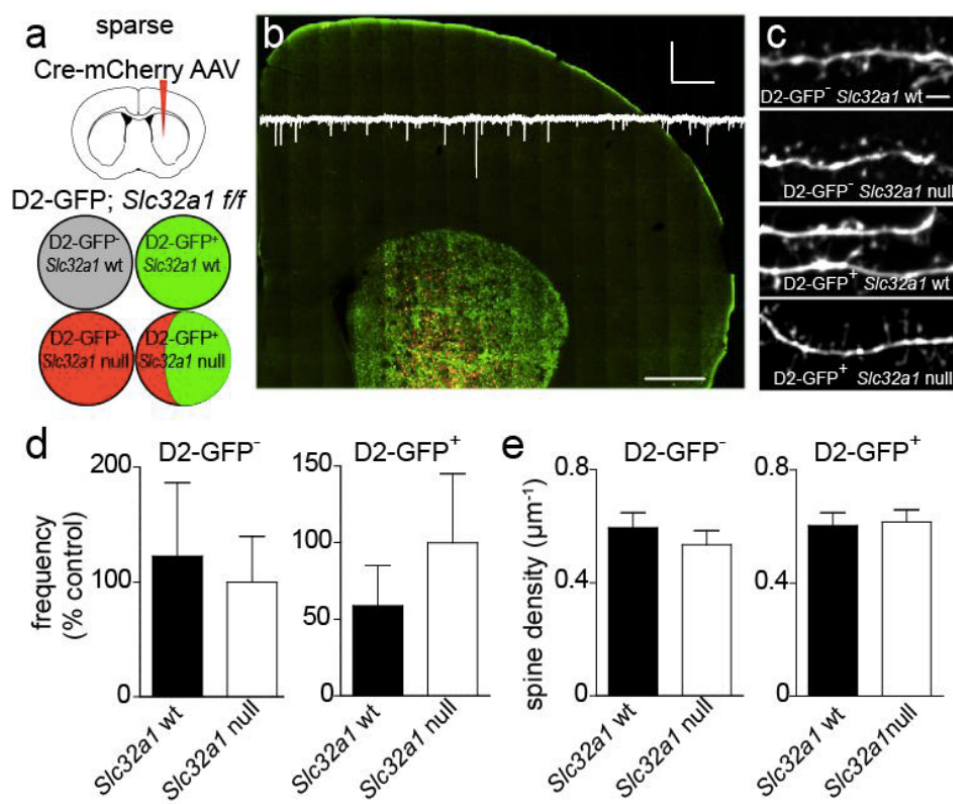 a
sparse
Cre-mCherry AAV
D2-GFP; Slc32a1 f/f
D2-GFP⁻
Slc32a1 wt
D2-GFP⁺
Slc32a1 wt
D2-GFP⁻
Slc32a1 null
D2-GFP⁺
Slc32a1 null
b
c
D2-GFP⁻ Slc32a1 wt
D2-GFP⁻ Slc32a1 null
D2-GFP⁺ Slc32a1 wt
D2-GFP⁺ Slc32a1 null
d
D2-GFP⁻
frequency
(% control)
200
100
0
Slc32a1 wt
Slc32a1 null
D2-GFP⁺
150
100
50
0
Slc32a1 wt
Slc32a1 null
e
D2-GFP⁻
spine density (μm⁻¹)
0.8
0.4
0
Slc32a1 wt
Slc32a1 null
D2-GFP⁺
0.8
0.4
0
Slc32a1 wt
Slc32a1null